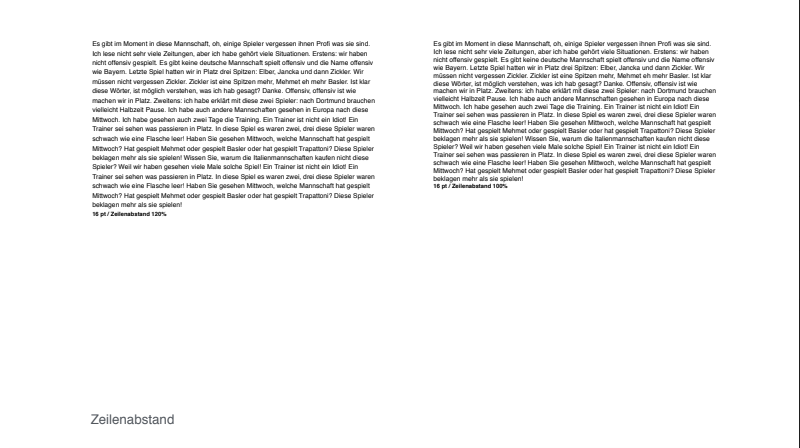 Es gibt im Moment in diese Mannschaft, oh, einige Spieler vergessen ihnen Profi was sie sind.
Ich lese nicht sehr viele Zeitungen, aber ich habe gehört viele Situationen. Erstens: wir haben
nicht offensiv gespielt. Es gibt keine deutsche Mannschaft spielt offensiv und die Name offensiv
wie Bayern. Letzte Spiel hatten wir in Platz drei Spitzen: Elber, Jancka und dann Zickler. Wir
müssen nicht vergessen Zickler. Zickler ist eine Spitzen mehr, Mehmet eh mehr Basler. Ist klar
diese Wörter, ist möglich verstehen, was ich hab gesagt? Danke. Offensiv, offensiv ist wie
machen wir in Platz. Zweitens: ich habe erklärt mit diese zwei Spieler: nach Dortmund brauchen
vielleicht Halbzeit Pause. Ich habe auch andere Mannschaften gesehen in Europa nach diese
Mittwoch. Ich habe gesehen auch zwei Tage die Training. Ein Trainer ist nicht ein Idiot! Ein
Trainer sei sehen was passieren in Platz. In diese Spiel es waren zwei, drei diese Spieler waren
schwach wie eine Flasche leer! Haben Sie gesehen Mittwoch, welche Mannschaft hat gespielt
Mittwoch? Hat gespielt Mehmet oder gespielt Basler oder hat gespielt Trapattoni? Diese Spieler
beklagen mehr als sie spielen! Wissen Sie, warum die Italienmannschaften kaufen nicht diese
Spieler? Weil wir haben gesehen viele Male solche Spiel! Ein Trainer ist nicht ein Idiot! Ein
Trainer sei sehen was passieren in Platz. In diese Spiel es waren zwei, drei diese Spieler waren
schwach wie eine Flasche leer! Haben Sie gesehen Mittwoch, welche Mannschaft hat gespielt
Mittwoch? Hat gespielt Mehmet oder gespielt Basler oder hat gespielt Trapattoni? Diese Spieler
beklagen mehr als sie spielen!
16 pt / Zeilenabstand 120%
Es gibt im Moment in diese Mannschaft, oh, einige Spieler vergessen ihnen Profi was sie sind.
Ich lese nicht sehr viele Zeitungen, aber ich habe gehört viele Situationen. Erstens: wir haben
nicht offensiv gespielt. Es gibt keine deutsche Mannschaft spielt offensiv und die Name offensiv
wie Bayern. Letzte Spiel hatten wir in Platz drei Spitzen: Elber, Jancka und dann Zickler. Wir
müssen nicht vergessen Zickler. Zickler ist eine Spitzen mehr, Mehmet eh mehr Basler. Ist klar
diese Wörter, ist möglich verstehen, was ich hab gesagt? Danke. Offensiv, offensiv ist wie
machen wir in Platz. Zweitens: ich habe erklärt mit diese zwei Spieler: nach Dortmund brauchen
vielleicht Halbzeit Pause. Ich habe auch andere Mannschaften gesehen in Europa nach diese
Mittwoch. Ich habe gesehen auch zwei Tage die Training. Ein Trainer ist nicht ein Idiot! Ein
Trainer sei sehen was passieren in Platz. In diese Spiel es waren zwei, drei diese Spieler waren
schwach wie eine Flasche leer! Haben Sie gesehen Mittwoch, welche Mannschaft hat gespielt
Mittwoch? Hat gespielt Mehmet oder gespielt Basler oder hat gespielt Trapattoni? Diese Spieler
beklagen mehr als sie spielen! Wissen Sie, warum die Italienmannschaften kaufen nicht diese
Spieler? Weil wir haben gesehen viele Male solche Spiel! Ein Trainer ist nicht ein Idiot! Ein
Trainer sei sehen was passieren in Platz. In diese Spiel es waren zwei, drei diese Spieler waren
schwach wie eine Flasche leer! Haben Sie gesehen Mittwoch, welche Mannschaft hat gespielt
Mittwoch? Hat gespielt Mehmet oder gespielt Basler oder hat gespielt Trapattoni? Diese Spieler
beklagen mehr als sie spielen!
16 pt / Zeilenabstand 100%
Zeilenabstand